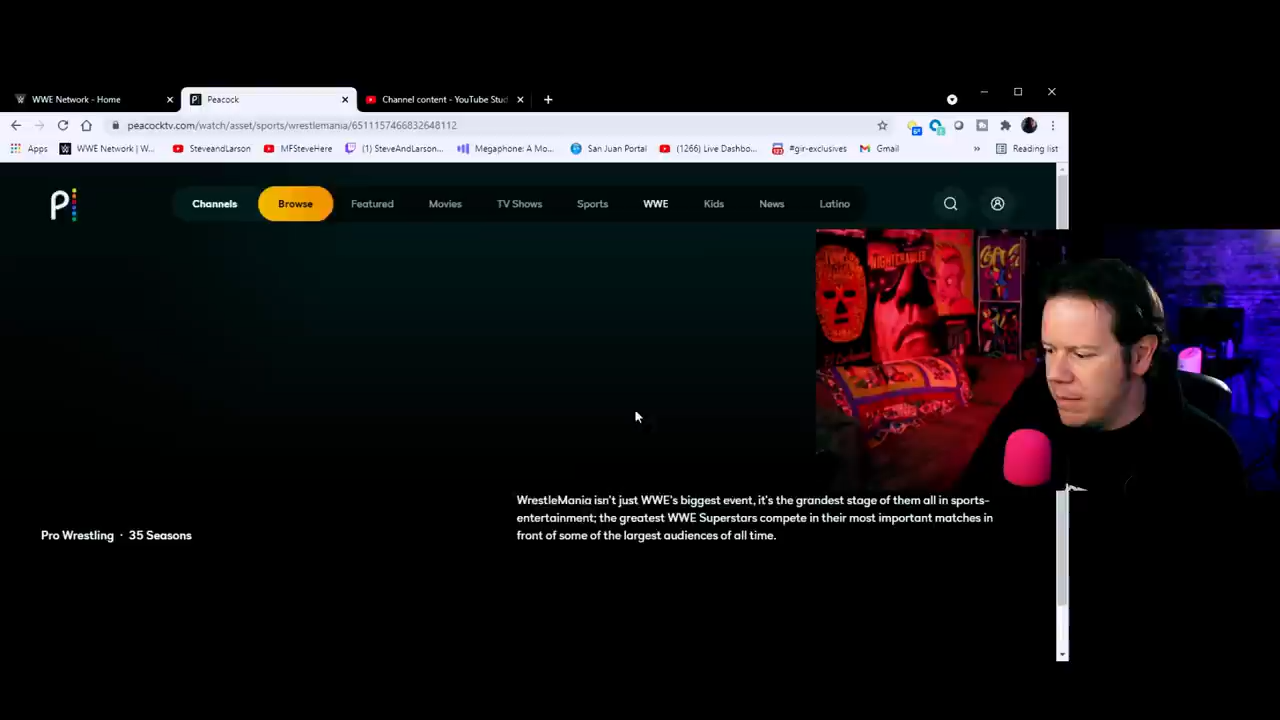 WWE Network - Home
Peacock
Channel content - YouTube Stud
peacocktv.com/watch/asset/sports/wrestlemania/6511157466832648112
Apps WWE Network | W... SteveandLarson MFSteveHere (1) SteveAndLarson... Megaphone: A Mo... San Juan Portal (1266) Live Dashbo... #gir-exclusives Gmail » Reading list
P
Channels Browse Featured Movies TV Shows Sports WWE Kids News Latino
NIGHTCRAWLER
WrestleMania isn't just WWE's biggest event, it's the grandest stage of them all in sports-
entertainment; the greatest WWE Superstars compete in their most important matches in
front of some of the largest audiences of all time.
Pro Wrestling · 35 Seasons